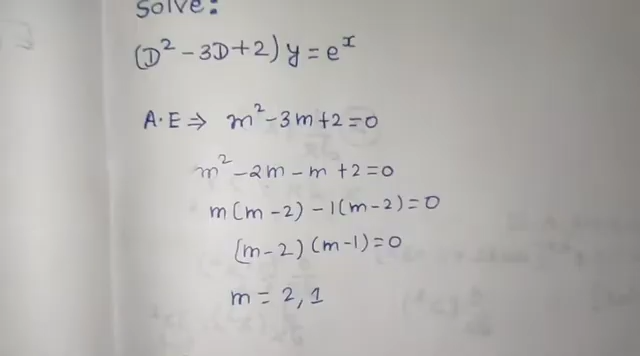 Solve:
(D² - 3D + 2) y = eˣ
A.E ⇒ m² - 3m + 2 = 0
m² - 2m - m + 2 = 0
m(m - 2) - 1(m - 2) = 0
(m - 2) (m - 1) = 0
m = 2, 1